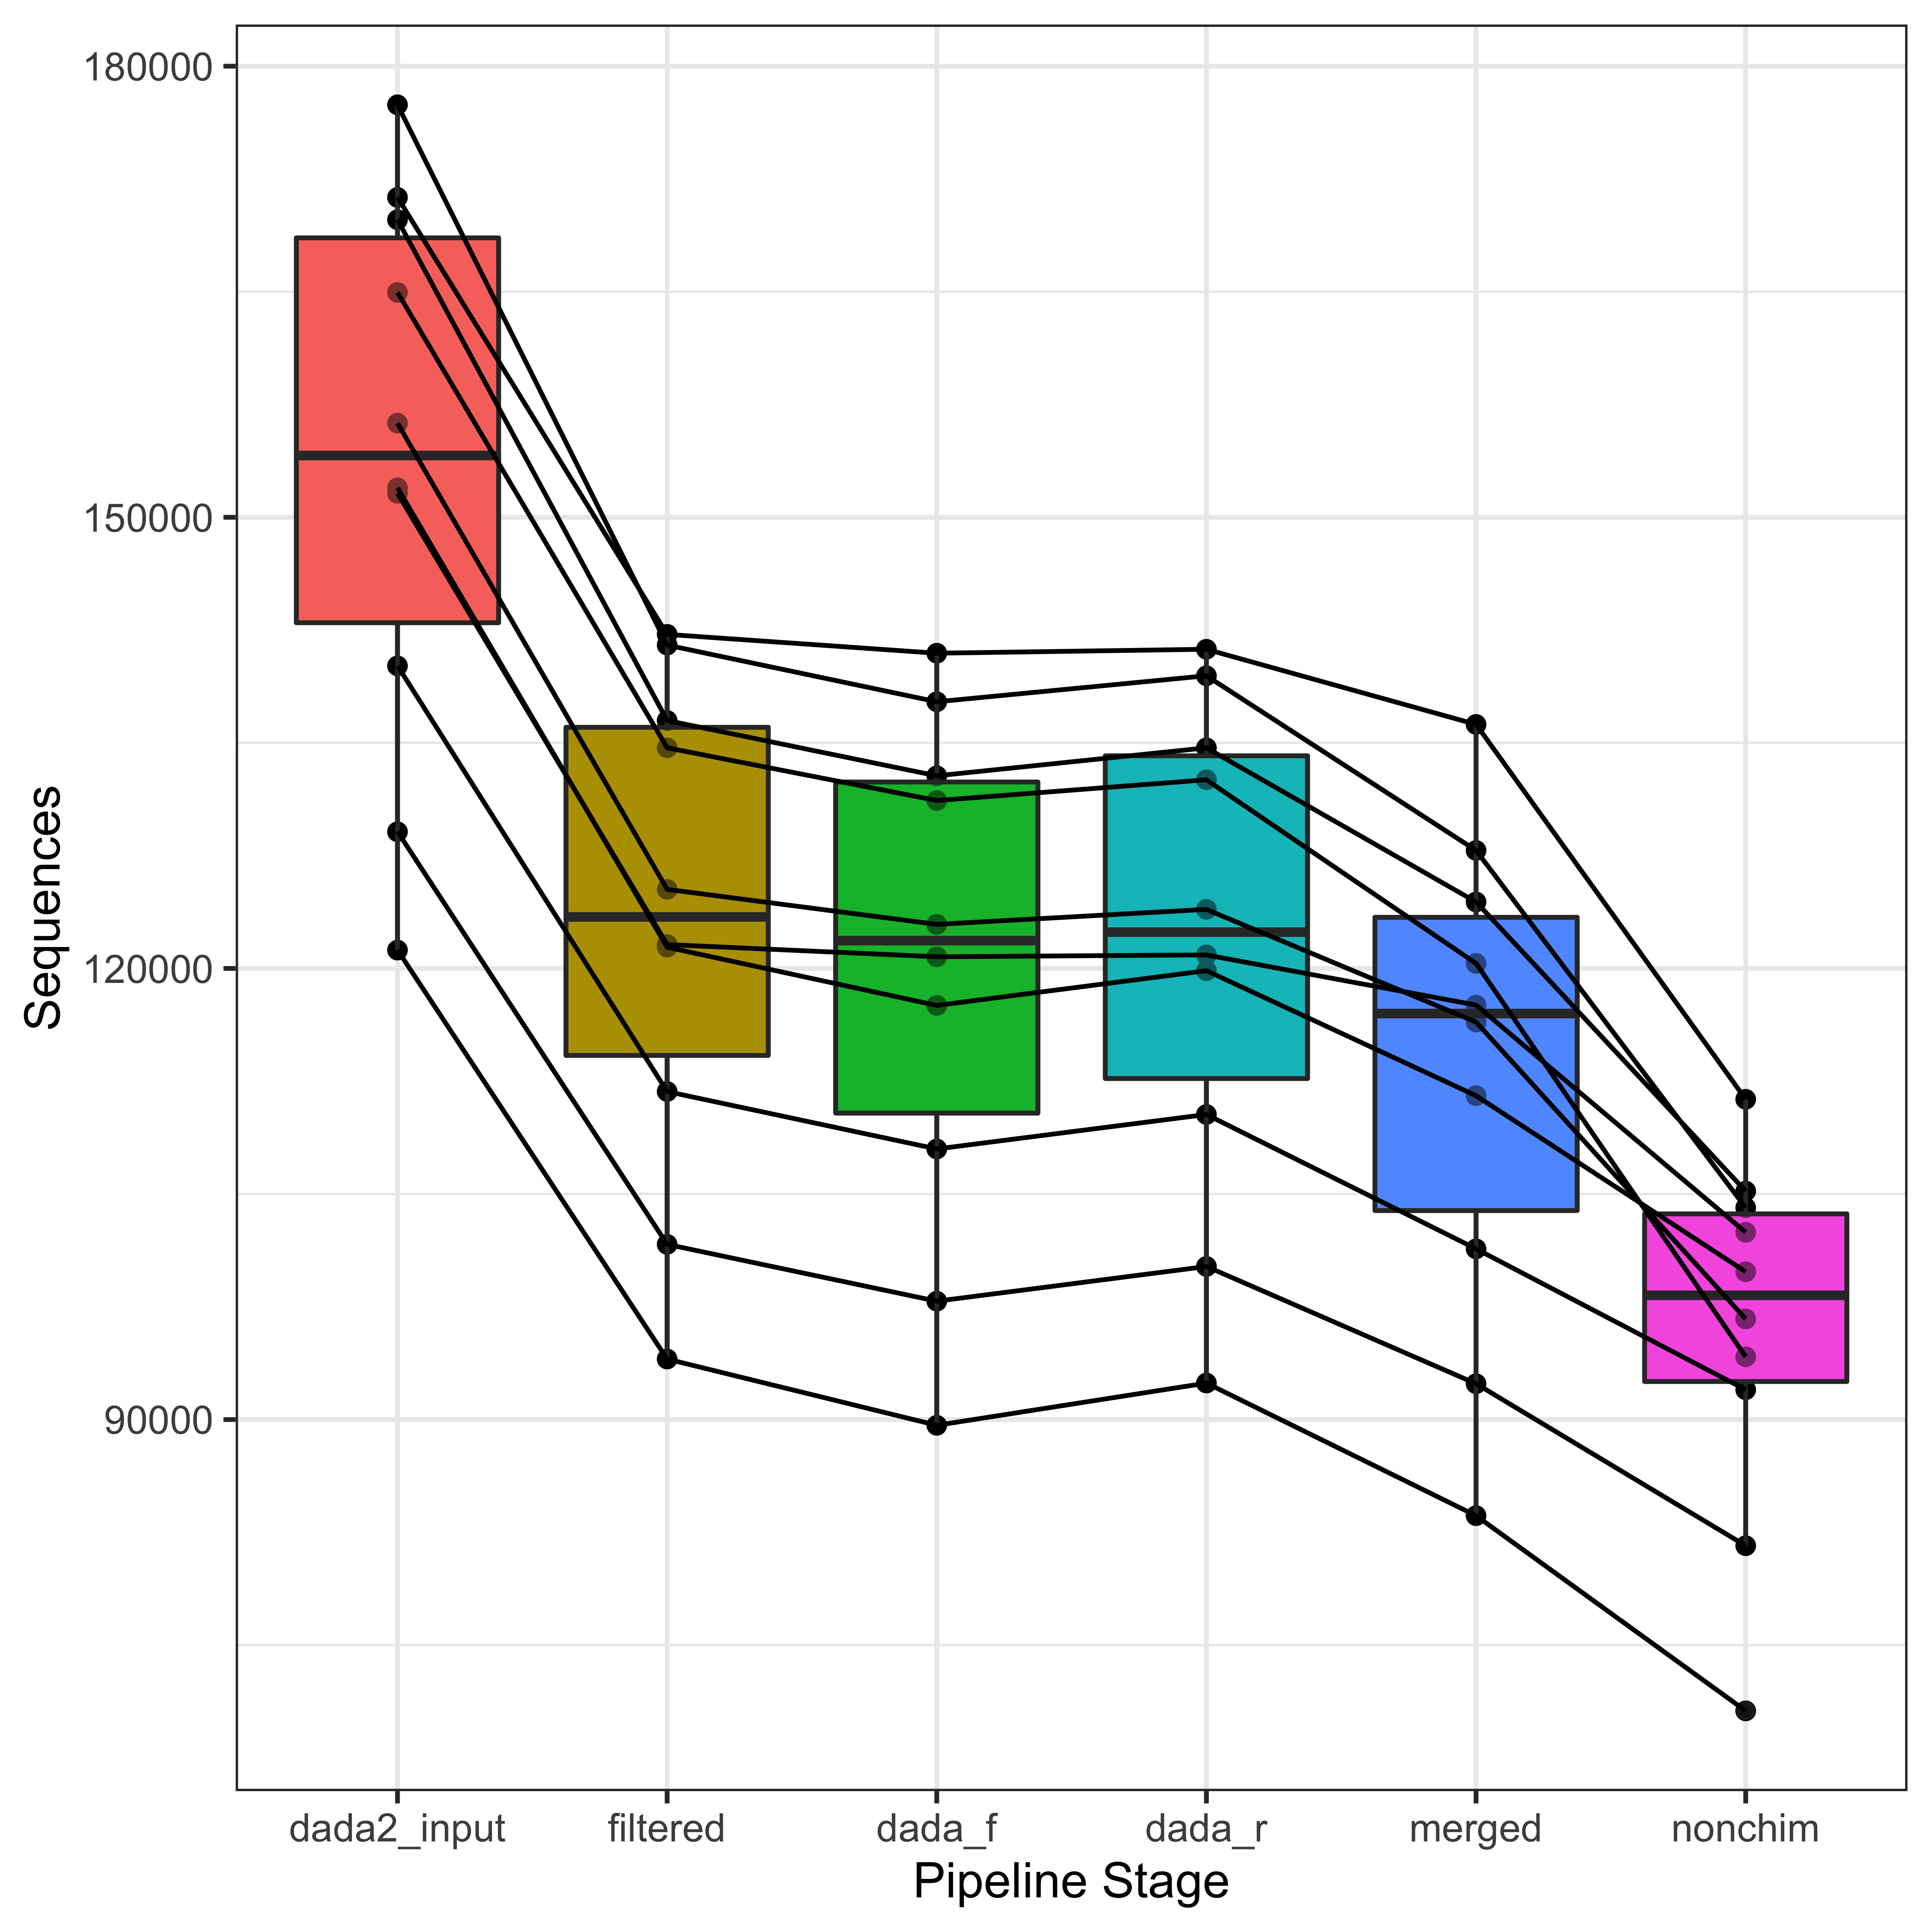 180000
150000
120000
90000
Sequences
dada2_input filtered dada_f dada_r merged nonchim
Pipeline Stage